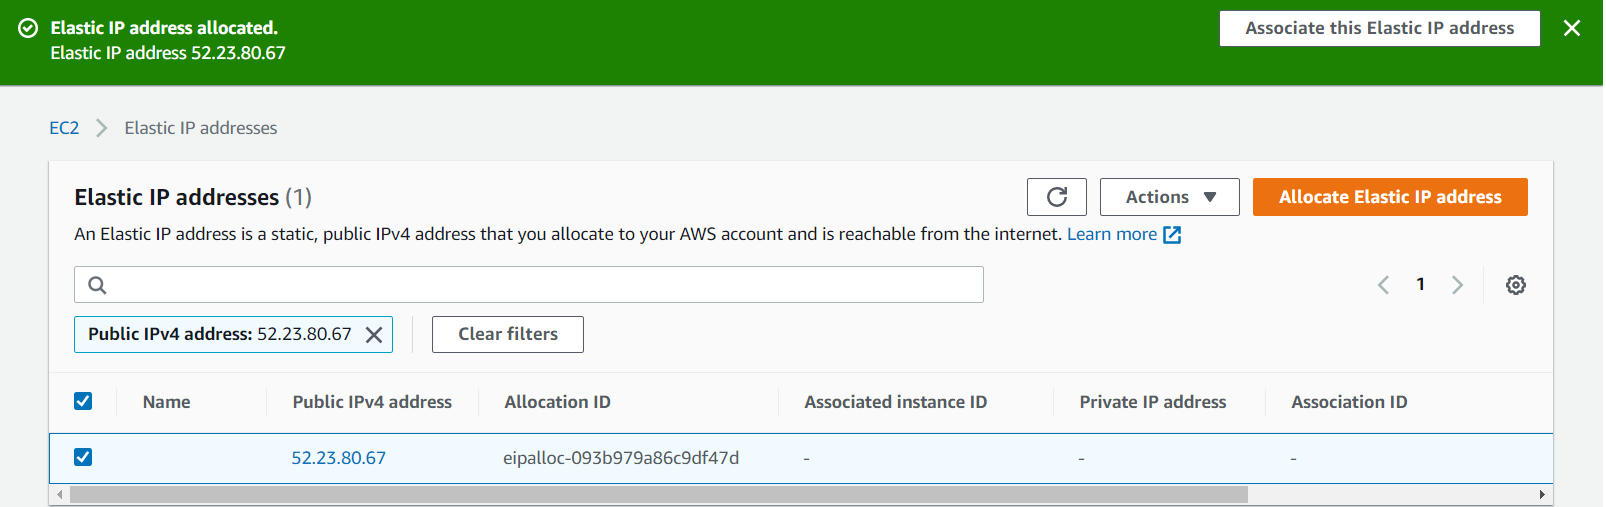 Elastic IP address allocated.
Elastic IP address 52.23.80.67
Associate this Elastic IP address
EC2 Elastic IP addresses
Elastic IP addresses (1)
Actions
Allocate Elastic IP address
An Elastic IP address is a static, public IPv4 address that you allocate to your AWS account and is reachable from the internet. Learn more
1
Public IPv4 address: 52.23.80.67
Clear filters
Name Public IPv4 address Allocation ID Associated instance ID Private IP address Association ID
52.23.80.67 eipalloc-093b979a86c9df47d - - -